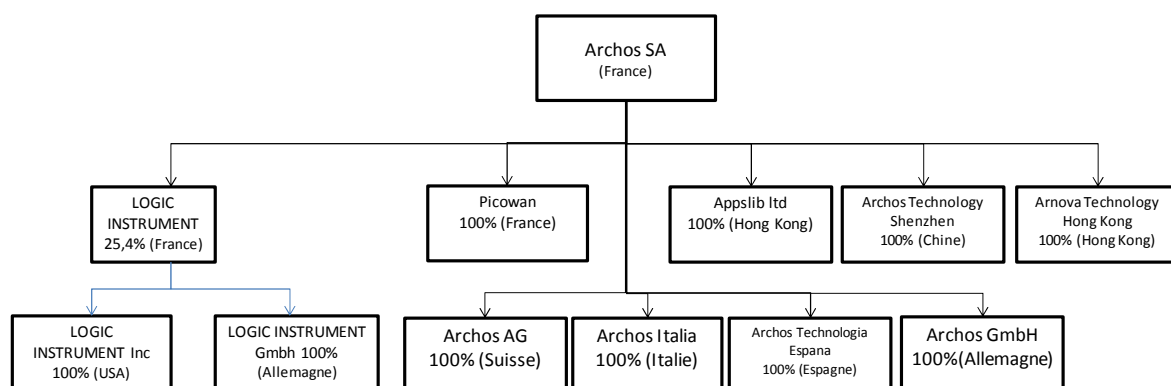 Archos SA
(France)
LOGIC
INSTRUMENT
25,4% (France)
Picowan
100% (France)
Appslib ltd
100% (Hong Kong)
Archos Technology
Shenzhen
100% (Chine)
Arnova Technology
Hong Kong
100% (Hong Kong)
LOGIC
INSTRUMENT Inc
100% (USA)
LOGIC INSTRUMENT
Gmbh 100%
(Allemagne)
Archos AG
100% (Suisse)
Archos Italia
100% (Italie)
Archos Technologia
Espana
100% (Espagne)
Archos GmbH
100%(Allemagne)